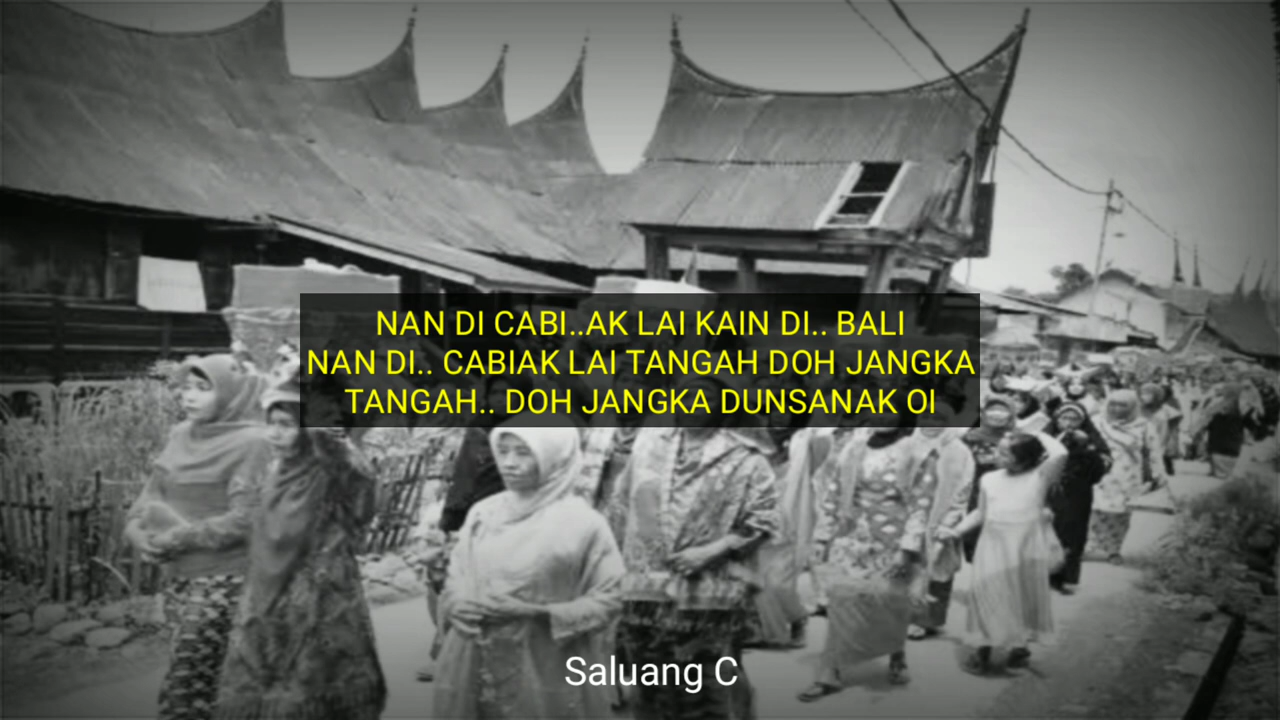 NAN DI CABI..AK LAI KAIN DI.. BALI
NAN DI.. CABIAK LAI TANGAH DOH JANGKA
TANGAH.. DOH JANGKA DUNSANAK OI
Saluang C